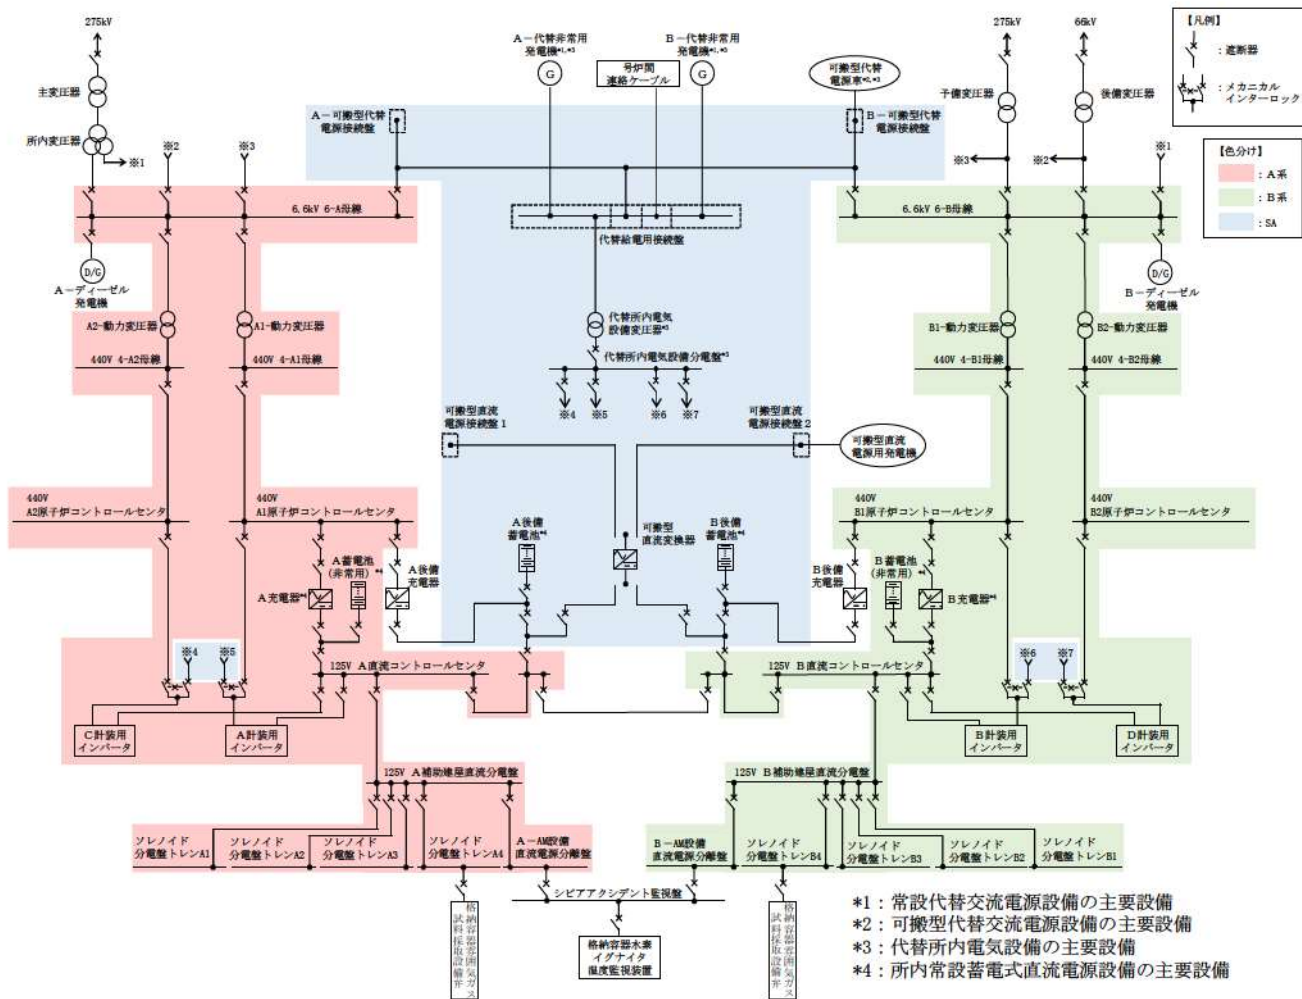 275kV
主変圧器
所内変圧器
※1
※2
※3
A－代替非常用
発電機*1,*3
G
号炉間
連絡ケーブル
B－代替非常用
発電機*1,*3
G
可搬型代替
電源車*2,*3
275kV
66kV
予備変圧器
後備変圧器
※3
※2
※1
【凡例】
：遮断器
：メカニカル
インターロック
【色分け】
：A系
：B系
：SA
A－可搬型代替
電源接続盤
B－可搬型代替
電源接続盤
6.6kV 6-A母線
代替給電用接続盤
6.6kV 6-B母線
D/G
A－ディーゼル
発電機
D/G
B－ディーゼル
発電機
A2-動力変圧器
A1-動力変圧器
代替所内電気
設備変圧器*3
B1-動力変圧器
B2-動力変圧器
440V 4-A2母線
440V 4-A1母線
代替所内電気設備分電盤*3
440V 4-B1母線
440V 4-B2母線
※4
※5
※6
※7
可搬型直流
電源接続盤1
可搬型直流
電源接続盤2
可搬型直流
電源用発電機
440V
A2原子炉コントロールセンタ
440V
A1原子炉コントロールセンタ
440V
B1原子炉コントロールセンタ
440V
B2原子炉コントロールセンタ
A充電器*4
A蓄電池
(非常用)*4
A後備
充電器
A後備
蓄電池*4
可搬型
直流変換器
B後備
蓄電池*4
B後備
充電器
B蓄電池
(非常用)*4
B充電器*4
※4
※5
125V A直流コントロールセンタ
125V B直流コントロールセンタ
※6
※7
C計装用
インバータ
A計装用
インバータ
B計装用
インバータ
D計装用
インバータ
125V A補助建屋直流分電盤
125V B補助建屋直流分電盤
ソレノイド
分電盤トレンA1
ソレノイド
分電盤トレンA2
ソレノイド
分電盤トレンA3
ソレノイド
分電盤トレンA4
A－AM設備
直流電源分離盤
B－AM設備
直流電源分離盤
ソレノイド
分電盤トレンB4
ソレノイド
分電盤トレンB3
ソレノイド
分電盤トレンB2
ソレノイド
分電盤トレンB1
シビアアクシデント監視盤
格納容器雰囲気ガス
試料採取設備弁
格納容器水素
イグナイタ
温度監視装置
格納容器雰囲気ガス
試料採取設備弁
*1：常設代替交流電源設備の主要設備
*2：可搬型代替交流電源設備の主要設備
*3：代替所内電気設備の主要設備
*4：所内常設蓄電式直流電源設備の主要設備